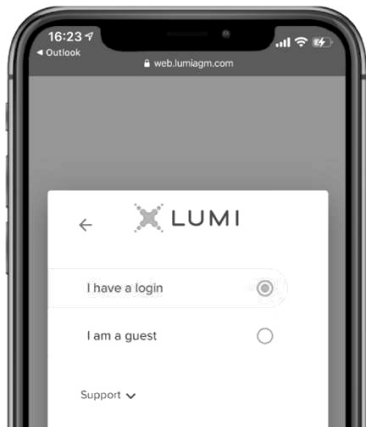 16:23
Outlook
web.lumiagm.com
LUMI
I have a login
I am a guest
Support